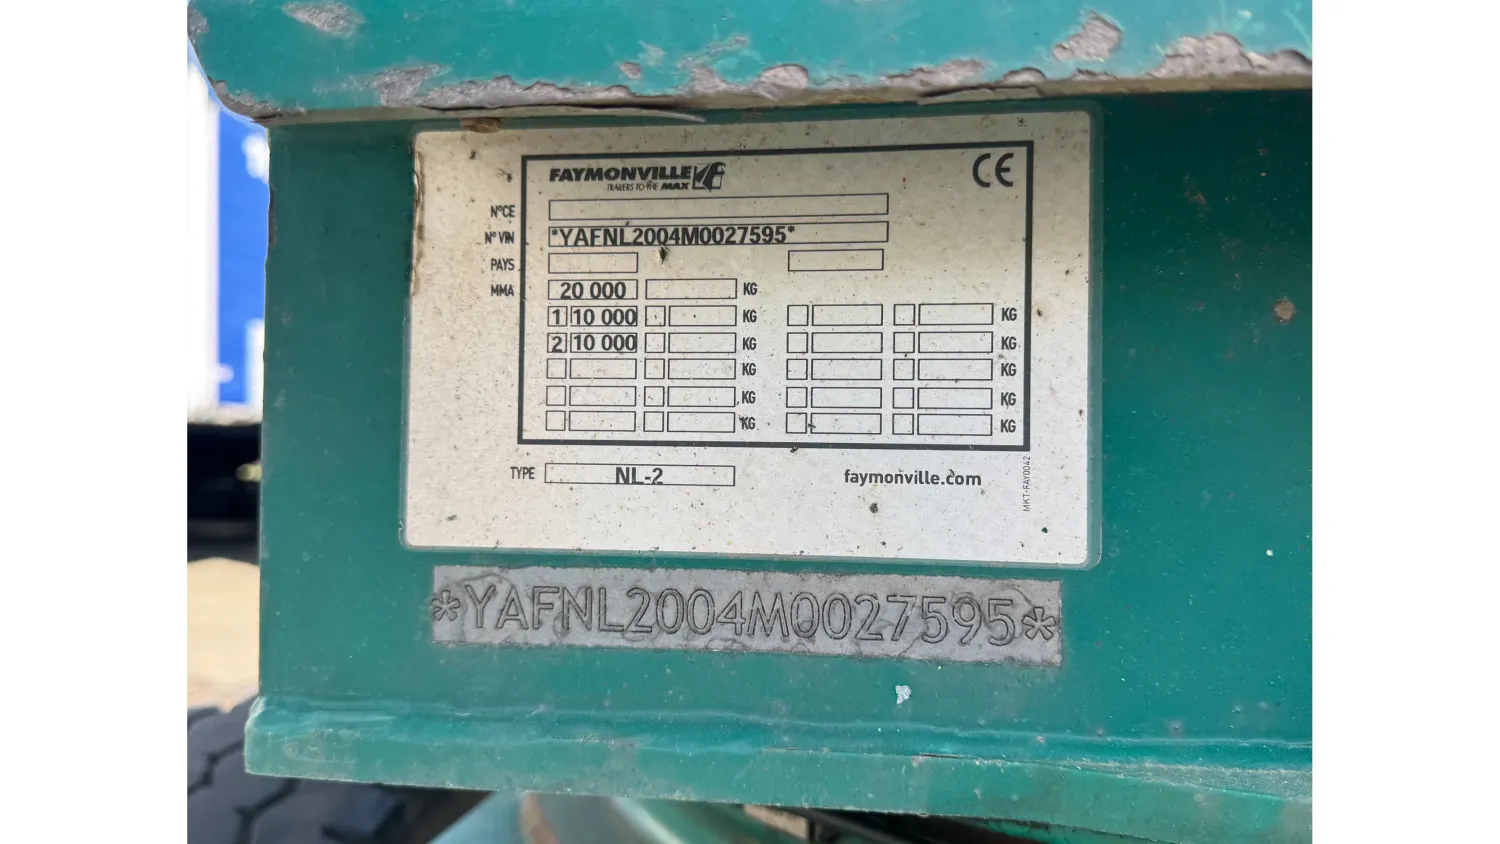 FAYMONVILLE
TRAILERS TO THE MAX
CE
N°CE
N° VIN *YAFNL2004M0027595*
PAYS
MMA 20 000 KG
1 10 000 KG KG
2 10 000 KG KG
KG KG
KG KG
KG KG
TYPE NL-2 faymonville.com
MKT-FAY0042
*YAFNL2004M0027595*